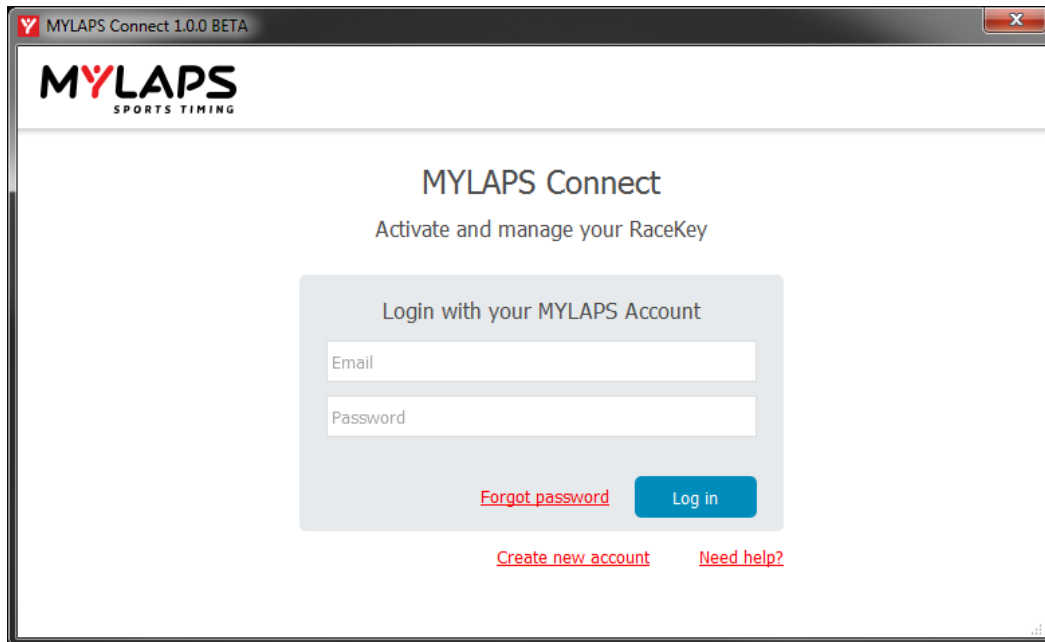 MYLAPS Connect 1.0.0 BETA
MYLAPS
SPORTS TIMING
MYLAPS Connect
Activate and manage your RaceKey
Login with your MYLAPS Account
Email
Password
Forgot password
Log in
Create new account
Need help?